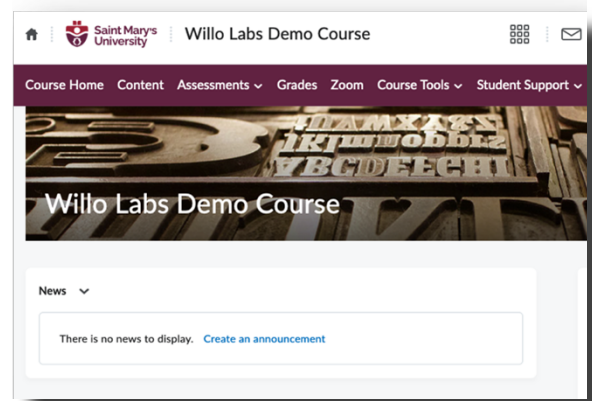 Saint Mary's
University
Willo Labs Demo Course
Course Home Content Assessments Grades Zoom Course Tools Student Support
Willo Labs Demo Course
News
There is no news to display. Create an announcement